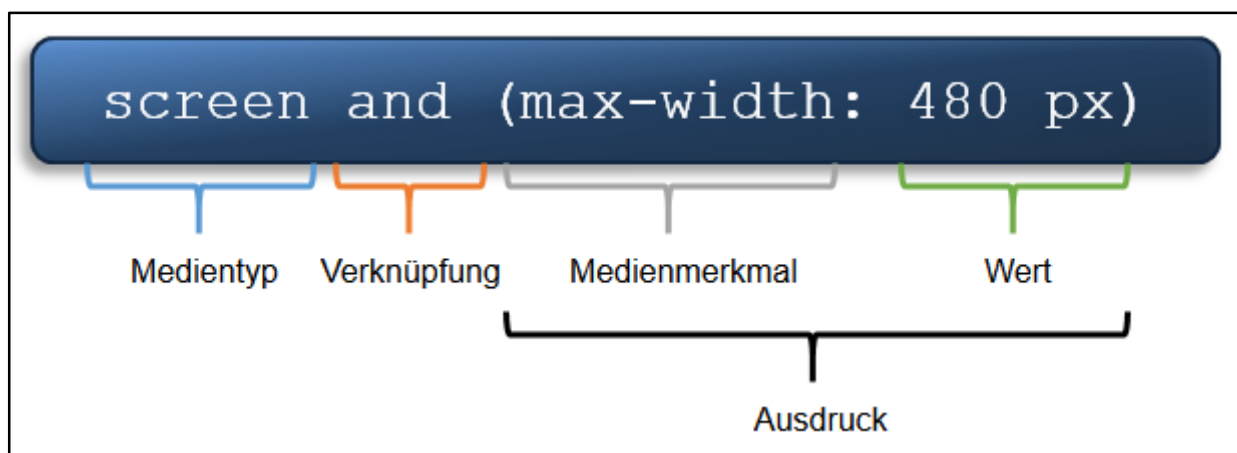 screen and (max-width: 480 px)
Medientyp Verknüpfung Medienmerkmal Wert
Ausdruck